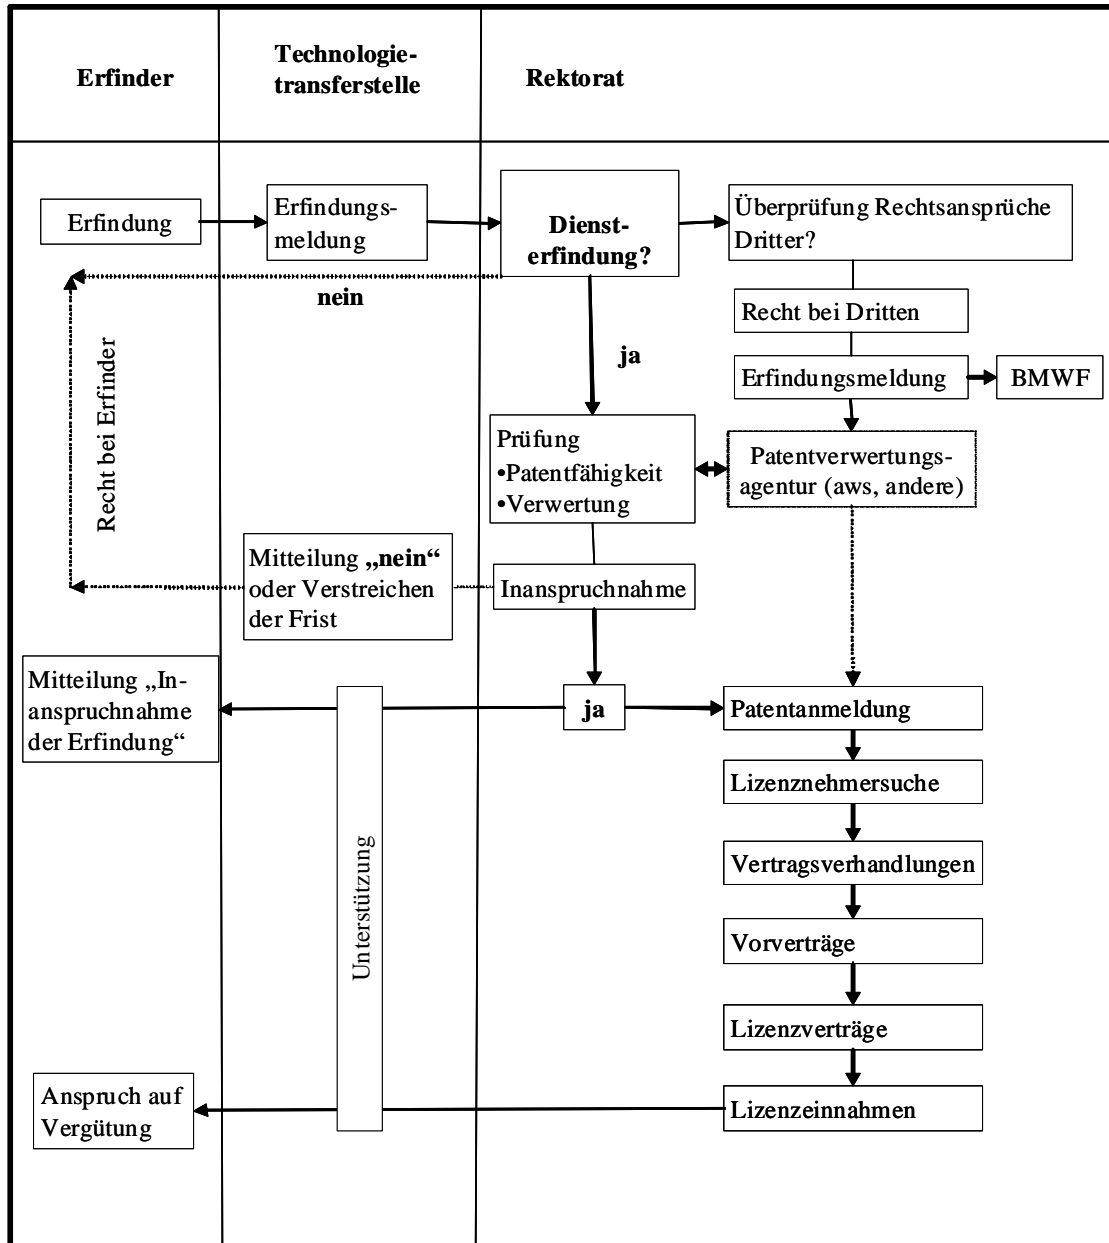 Erfinder
Technologie-
transferstelle
Rektorat
Erfindung
Erfindungs-
meldung
Dienst-
erfindung?
Überprüfung Rechtsansprüche
Dritter?
nein
ja
Recht bei Dritten
Erfindungsmeldung
BMWF
Recht bei Erfinder
Prüfung
•Patentfähigkeit
•Verwertung
Patentverwertungs-
agentur (aws, andere)
Mitteilung „nein“
oder Verstreichen
der Frist
Inanspruchnahme
Mitteilung „In-
anspruchnahme
der Erfindung“
ja
Patentanmeldung
Lizenznehmersuche
Unterstützung
Vertragsverhandlungen
Vorverträge
Lizenzverträge
Anspruch auf
Vergütung
Lizenzeinnahmen